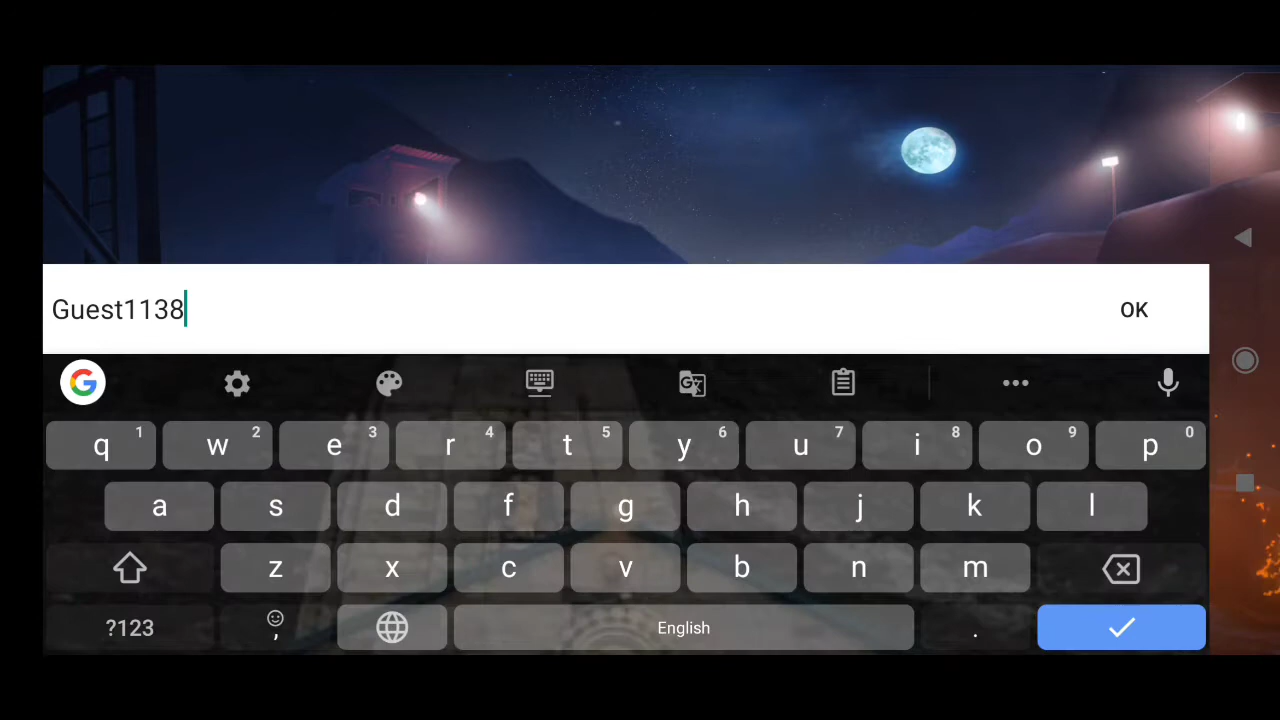 Guest1138
OK
G
q 1 w 2 e 3 r 4 t 5 y 6 u 7 i 8 o 9 p 0
a s d f g h j k l
z x c v b n m
?123 , English .